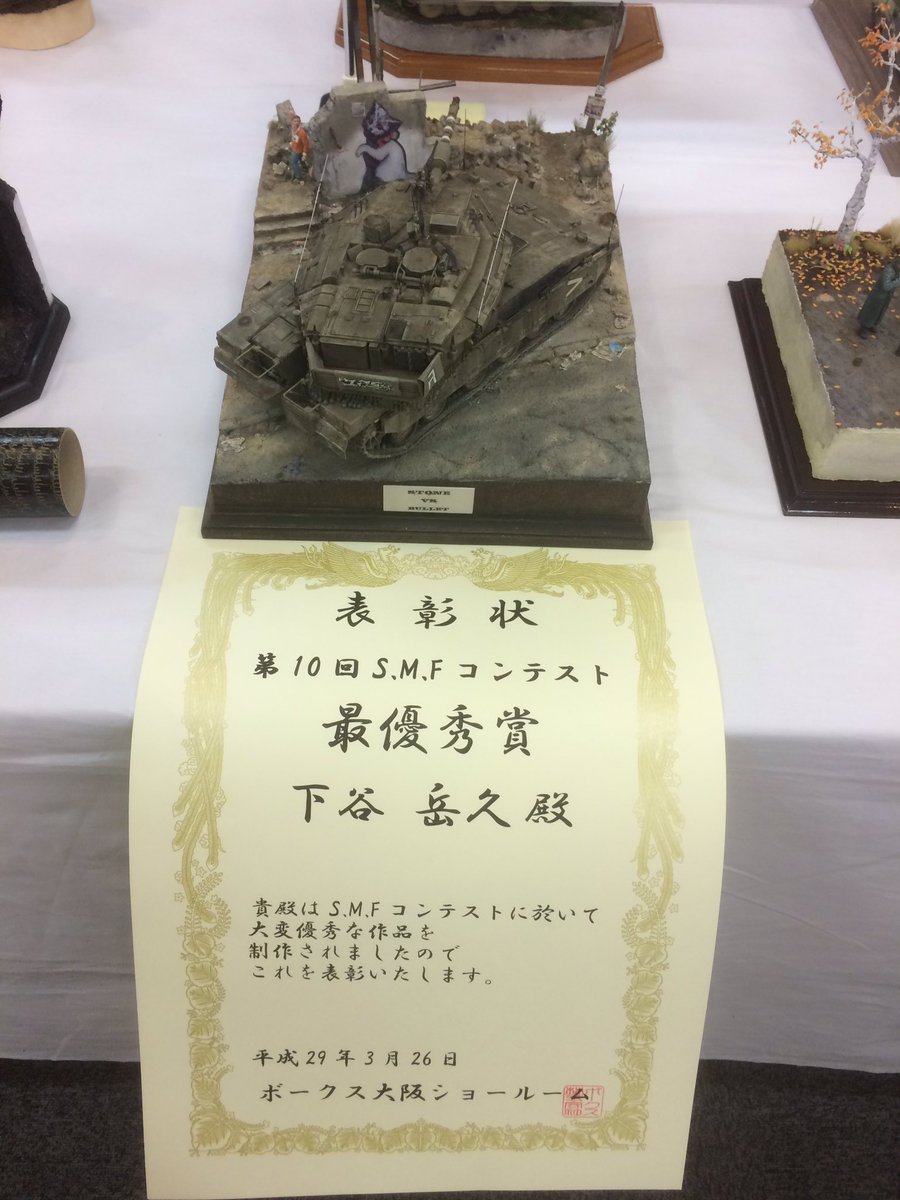 STONE
VS
BULLET
表彰状
第10回 S.M.F コンテスト
最優秀賞
下谷 岳久 殿
貴殿は S.M.F コンテストに於いて
大変優秀な作品を
制作されましたので
これを表彰いたします。
平成29年3月26日
ボークス大阪ショールーム